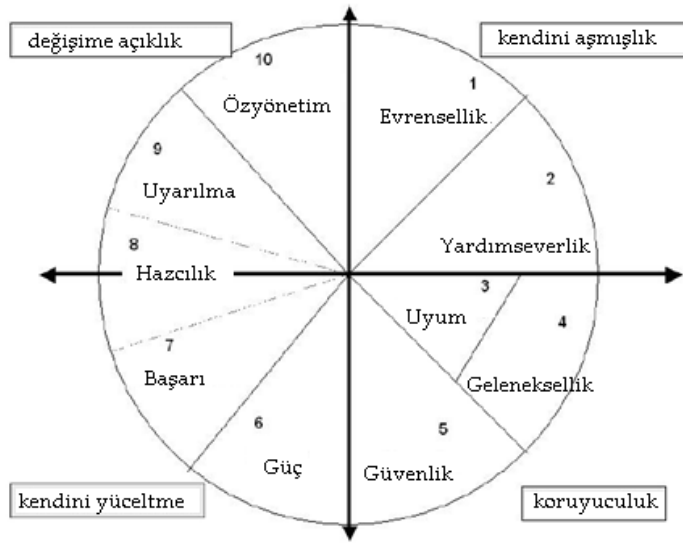 değişime açıklık
kendini aşmışlık
10
Özyönetim
1
Evrensellik
9
Uyarılma
2
Yardımseverlik
8
Hazcılık
3
Uyum
4
Geleneksellik
7
Başarı
6
Güç
5
Güvenlik
kendini yüceltme
koruyuculuk